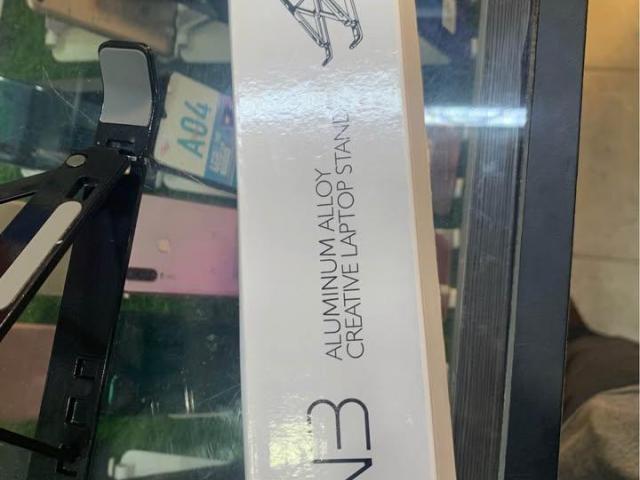 ALUMINUM ALLOY
CREATIVE LAPTOP STAND
N3
A04